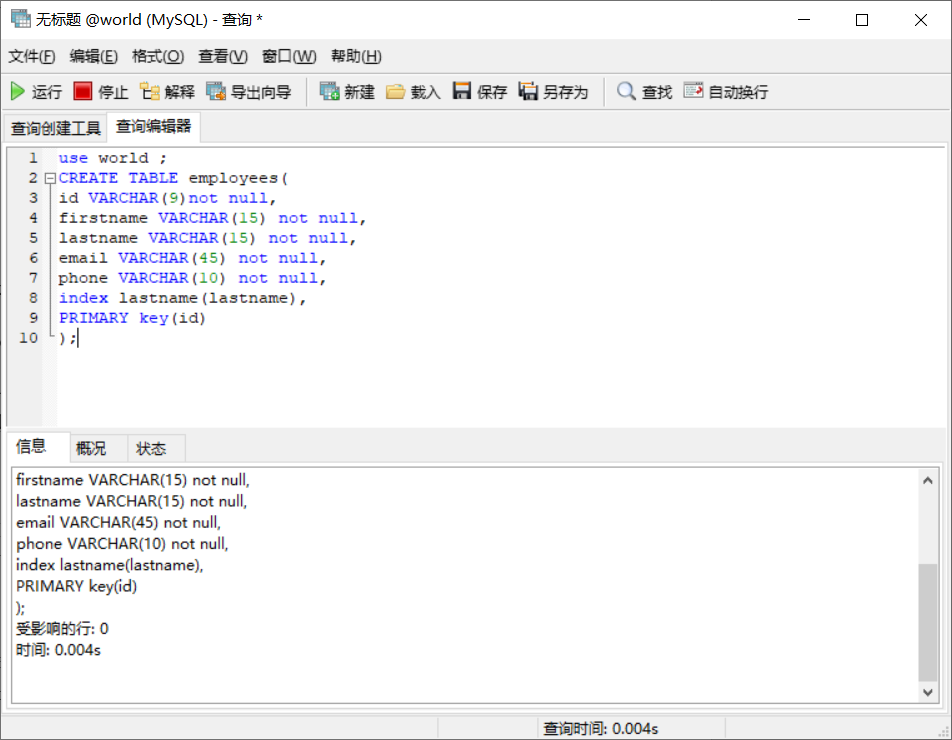 无标题 @world (MySQL) - 查询 *
文件(F) 编辑(E) 格式(O) 查看(V) 窗口(W) 帮助(H)
运行 停止 解释 导出向导 新建 载入 保存 另存为 查找 自动换行
查询创建工具 查询编辑器
1 use world ;
2 CREATE TABLE employees(
3 id VARCHAR(9)not null,
4 firstname VARCHAR(15) not null,
5 lastname VARCHAR(15) not null,
6 email VARCHAR(45) not null,
7 phone VARCHAR(10) not null,
8 index lastname(lastname),
9 PRIMARY key(id)
10 );
信息 概况 状态
firstname VARCHAR(15) not null,
lastname VARCHAR(15) not null,
email VARCHAR(45) not null,
phone VARCHAR(10) not null,
index lastname(lastname),
PRIMARY key(id)
);
受影响的行: 0
时间: 0.004s
查询时间: 0.004s